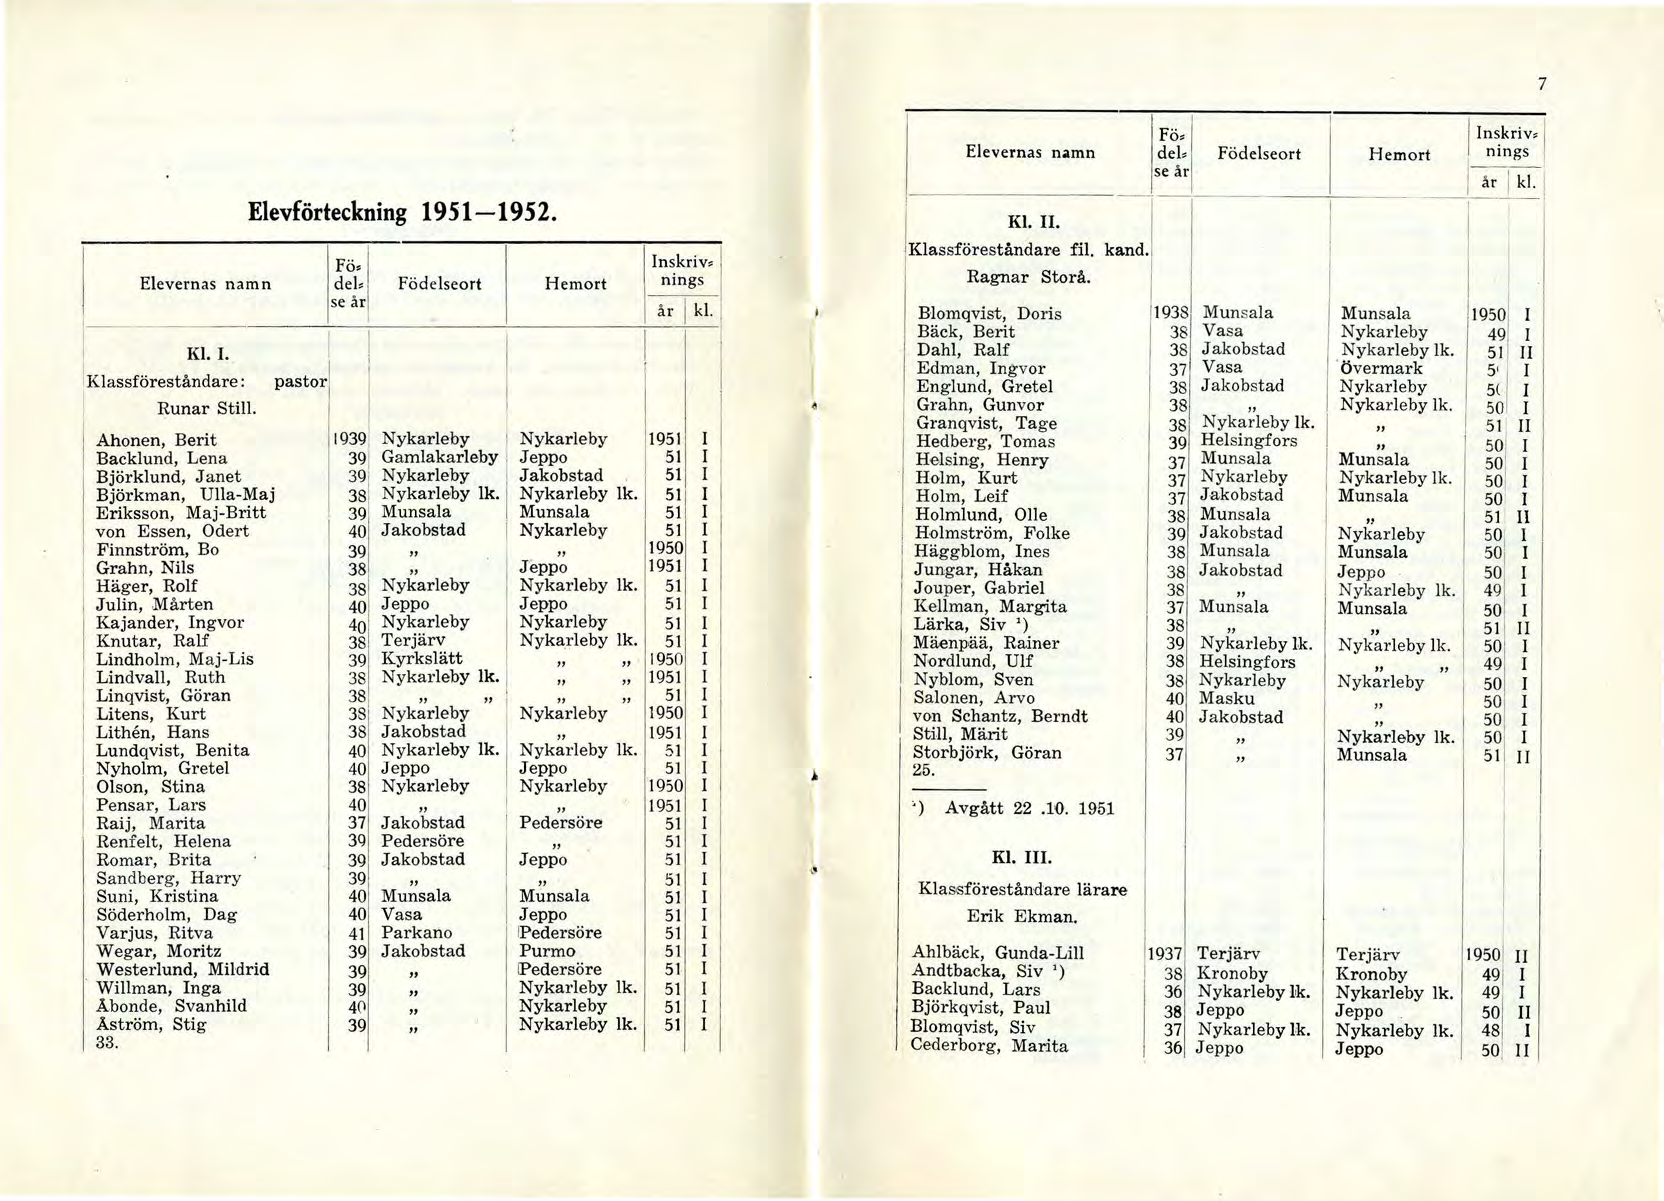 Elevförteckning 1951—1952.
Elevernas namn Födelse år Födelseort Hemort Inskrivnings år kl.
Kl. I.
Klassföreståndare: pastor
Runar Still.
Ahonen, Berit 1939 Nykarleby Nykarleby 1951 I
Backlund, Lena 39 Gamlakarleby Jeppo 51 I
Björklund, Janet 39 Nykarleby Jakobstad 51 I
Björkman, Ulla-Maj 38 Nykarleby lk. Nykarleby lk. 51 I
Eriksson, Maj-Britt 39 Munsala Munsala 51 I
von Essen, Odert 40 Jakobstad Nykarleby 51 I
Finnström, Bo 39 „ „ 1950 I
Grahn, Nils 38 „ Jeppo 1951 I
Häger, Rolf 38 Nykarleby Nykarleby lk. 51 I
Julin, Mårten 40 Jeppo Jeppo 51 I
Kajander, Ingvor 40 Nykarleby Nykarleby 51 I
Knutar, Ralf 38 Terjärv Nykarleby lk. 51 I
Lindholm, Maj-Lis 39 Kyrkslätt „ „ 1950 I
Lindvall, Ruth 38 Nykarleby lk. „ „ 1951 I
Linqvist, Göran 38 „ „ „ „ 51 I
Litens, Kurt 38 Nykarleby Nykarleby 1950 I
Lithén, Hans 38 Jakobstad „ 1951 I
Lundqvist, Benita 40 Nykarleby lk. Nykarleby lk. 51 I
Nyholm, Gretel 40 Jeppo Jeppo 51 I
Olson, Stina 38 Nykarleby Nykarleby 1950 I
Pensar, Lars 40 „ „ 1951 I
Raij, Marita 37 Jakobstad Pedersöre 51 I
Renfelt, Helena 39 Pedersöre „ 51 I
Romar, Brita 39 Jakobstad Jeppo 51 I
Sandberg, Harry 39 „ „ 51 I
Suni, Kristina 40 Munsala Munsala 51 I
Söderholm, Dag 40 Vasa Jeppo 51 I
Varjus, Ritva 41 Parkano Pedersöre 51 I
Wegar, Moritz 39 Jakobstad Purmo 51 I
Westerlund, Mildrid 39 „ Pedersöre 51 I
Willman, Inga 39 „ Nykarleby lk. 51 I
Åbonde, Svanhild 40 „ Nykarleby 51 I
Åström, Stig 39 „ Nykarleby lk. 51 I
33.
7
Elevernas namn Födelse år Födelseort Hemort Inskrivnings år kl.
Kl. II.
Klassföreståndare fil. kand.
Ragnar Storå.
Blomqvist, Doris 1938 Munsala Munsala 1950 I
Bäck, Berit 38 Vasa Nykarleby 49 I
Dahl, Ralf 38 Jakobstad Nykarleby lk. 51 II
Edman, Ingvor 37 Vasa Övermark I
Englund, Gretel 38 Jakobstad Nykarleby I
Grahn, Gunvor 38 „ Nykarleby lk. 50 I
Granqvist, Tage 38 Nykarleby lk. „ 51 II
Hedberg, Tomas 39 Helsingfors „ 50 I
Helsing, Henry 37 Munsala Munsala 50 I
Holm, Kurt 37 Nykarleby Nykarleby lk. 50 I
Holm, Leif 37 Jakobstad Munsala 50 I
Holmlund, Olle 38 Munsala „ 51 II
Holmström, Folke 39 Jakobstad Nykarleby 50 I
Häggblom, Ines 38 Munsala Munsala 50 I
Jungar, Håkan 38 Jakobstad Jeppo 50 I
Jouper, Gabriel 38 „ Nykarleby lk. 49 I
Kellman, Margita 37 Munsala Munsala 50 I
Lärka, Siv ¹) 38 „ „ 51 II
Mäenpää, Rainer 39 Nykarleby lk. Nykarleby lk. 50 I
Nordlund, Ulf 38 Helsingfors „ „ 49 I
Nyblom, Sven 38 Nykarleby Nykarleby 50 I
Salonen, Arvo 40 Masku „ 50 I
von Schantz, Berndt 40 Jakobstad „ 50 I
Still, Märit 39 „ Nykarleby lk. 50 I
Storbjörk, Göran 37 „ Munsala 51 II
25.
¹) Avgått 22 .10. 1951
Kl. III.
Klassföreståndare lärare
Erik Ekman.
Ahlbäck, Gunda-Lill 1937 Terjärv Terjärv 1950 II
Andtbacka, Siv ¹) 38 Kronoby Kronoby 49 I
Backlund, Lars 36 Nykarleby lk. Nykarleby lk. 49 I
Björkqvist, Paul 38 Jeppo Jeppo 50 II
Blomqvist, Siv 37 Nykarleby lk. Nykarleby lk. 48 I
Cederborg, Marita 36 Jeppo Jeppo 50 II